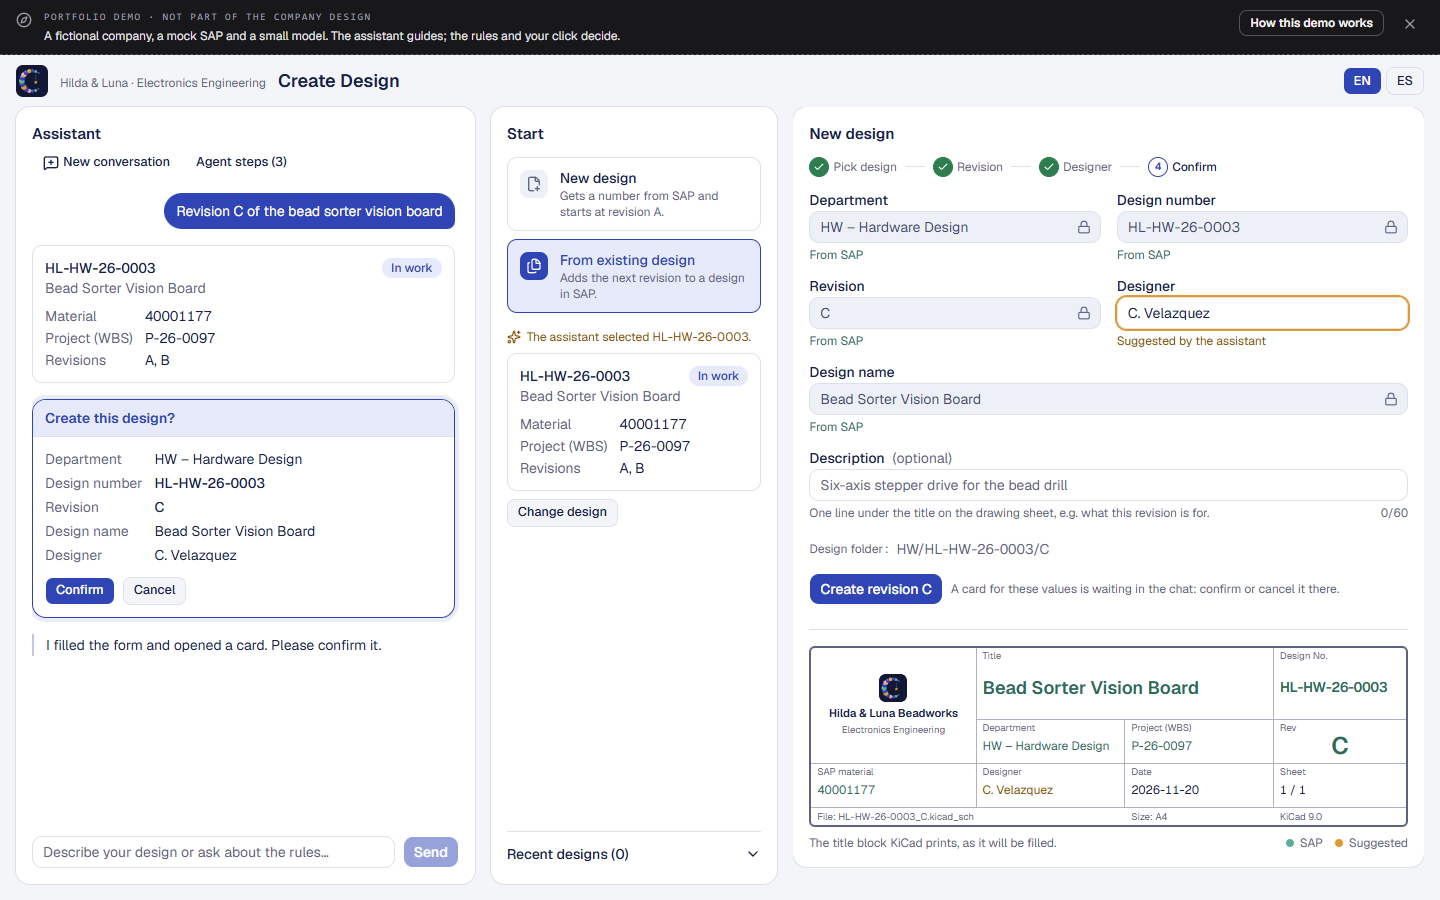 PORTFOLIO DEMO · NOT PART OF THE COMPANY DESIGN
A fictional company, a mock SAP and a small model. The assistant guides; the rules and your click decide.
How this demo works
Hilda & Luna · Electronics Engineering
Create Design
EN
ES
Assistant
New conversation
Agent steps (3)
Revision C of the bead sorter vision board
HL-HW-26-0003
In work
Bead Sorter Vision Board
Material 40001177
Project (WBS) P-26-0097
Revisions A, B
Create this design?
Department HW – Hardware Design
Design number HL-HW-26-0003
Revision C
Design name Bead Sorter Vision Board
Designer C. Velazquez
Confirm
Cancel
I filled the form and opened a card. Please confirm it.
Describe your design or ask about the rules...
Send
Start
New design
Gets a number from SAP and
starts at revision A.
From existing design
Adds the next revision to a design
in SAP.
The assistant selected HL-HW-26-0003.
HL-HW-26-0003
In work
Bead Sorter Vision Board
Material 40001177
Project (WBS) P-26-0097
Revisions A, B
Change design
Recent designs (0)
New design
Pick design
Revision
Designer
4 Confirm
Department
HW – Hardware Design
From SAP
Design number
HL-HW-26-0003
From SAP
Revision
C
From SAP
Designer
C. Velazquez
Suggested by the assistant
Design name
Bead Sorter Vision Board
From SAP
Description (optional)
Six-axis stepper drive for the bead drill
One line under the title on the drawing sheet, e.g. what this revision is for.
0/60
Design folder: HW/HL-HW-26-0003/C
Create revision C
A card for these values is waiting in the chat: confirm or cancel it there.
Hilda & Luna Beadworks
Electronics Engineering
Title
Bead Sorter Vision Board
Design No.
HL-HW-26-0003
Department
HW – Hardware Design
Project (WBS)
P-26-0097
Rev
C
SAP material
40001177
Designer
C. Velazquez
Date
2026-11-20
Sheet
1 / 1
File: HL-HW-26-0003_C.kicad_sch
Size: A4
KiCad 9.0
The title block KiCad prints, as it will be filled.
SAP
Suggested